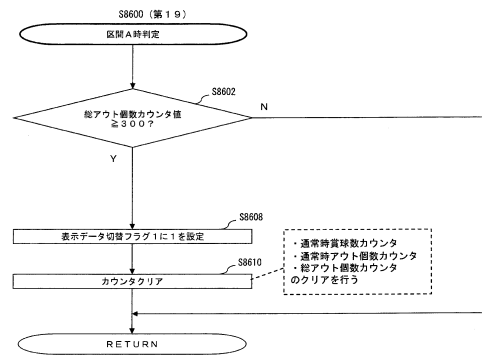 S8600（第１９）
区間Ａ時判定
S8602
総アウト個数カウンタ値
≧３００？
N
Y
S8608
表示データ切替フラグ１に１を設定
S8610
カウンタクリア
・通常時賞球数カウンタ
・通常時アウト個数カウンタ
・総アウト個数カウンタ
のクリアを行う
ＲＥＴＵＲＮ